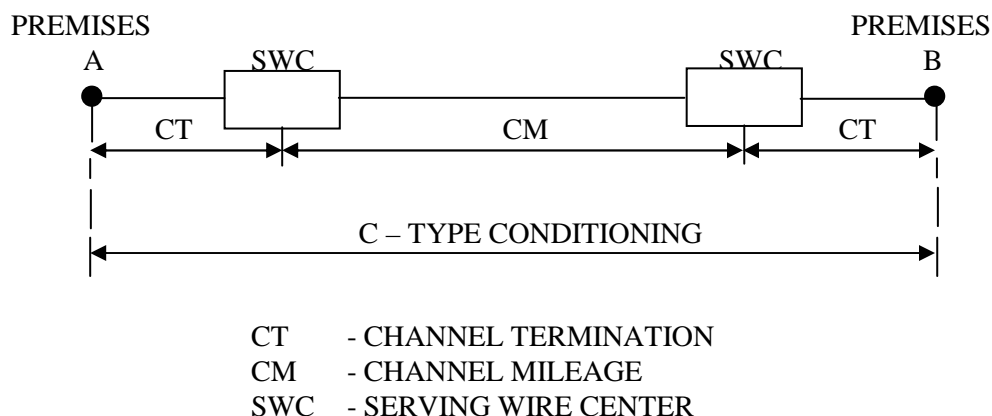 PREMISES PREMISES
A SWC SWC B
CT CM CT
C – TYPE CONDITIONING
CT - CHANNEL TERMINATION
CM - CHANNEL MILEAGE
SWC - SERVING WIRE CENTER